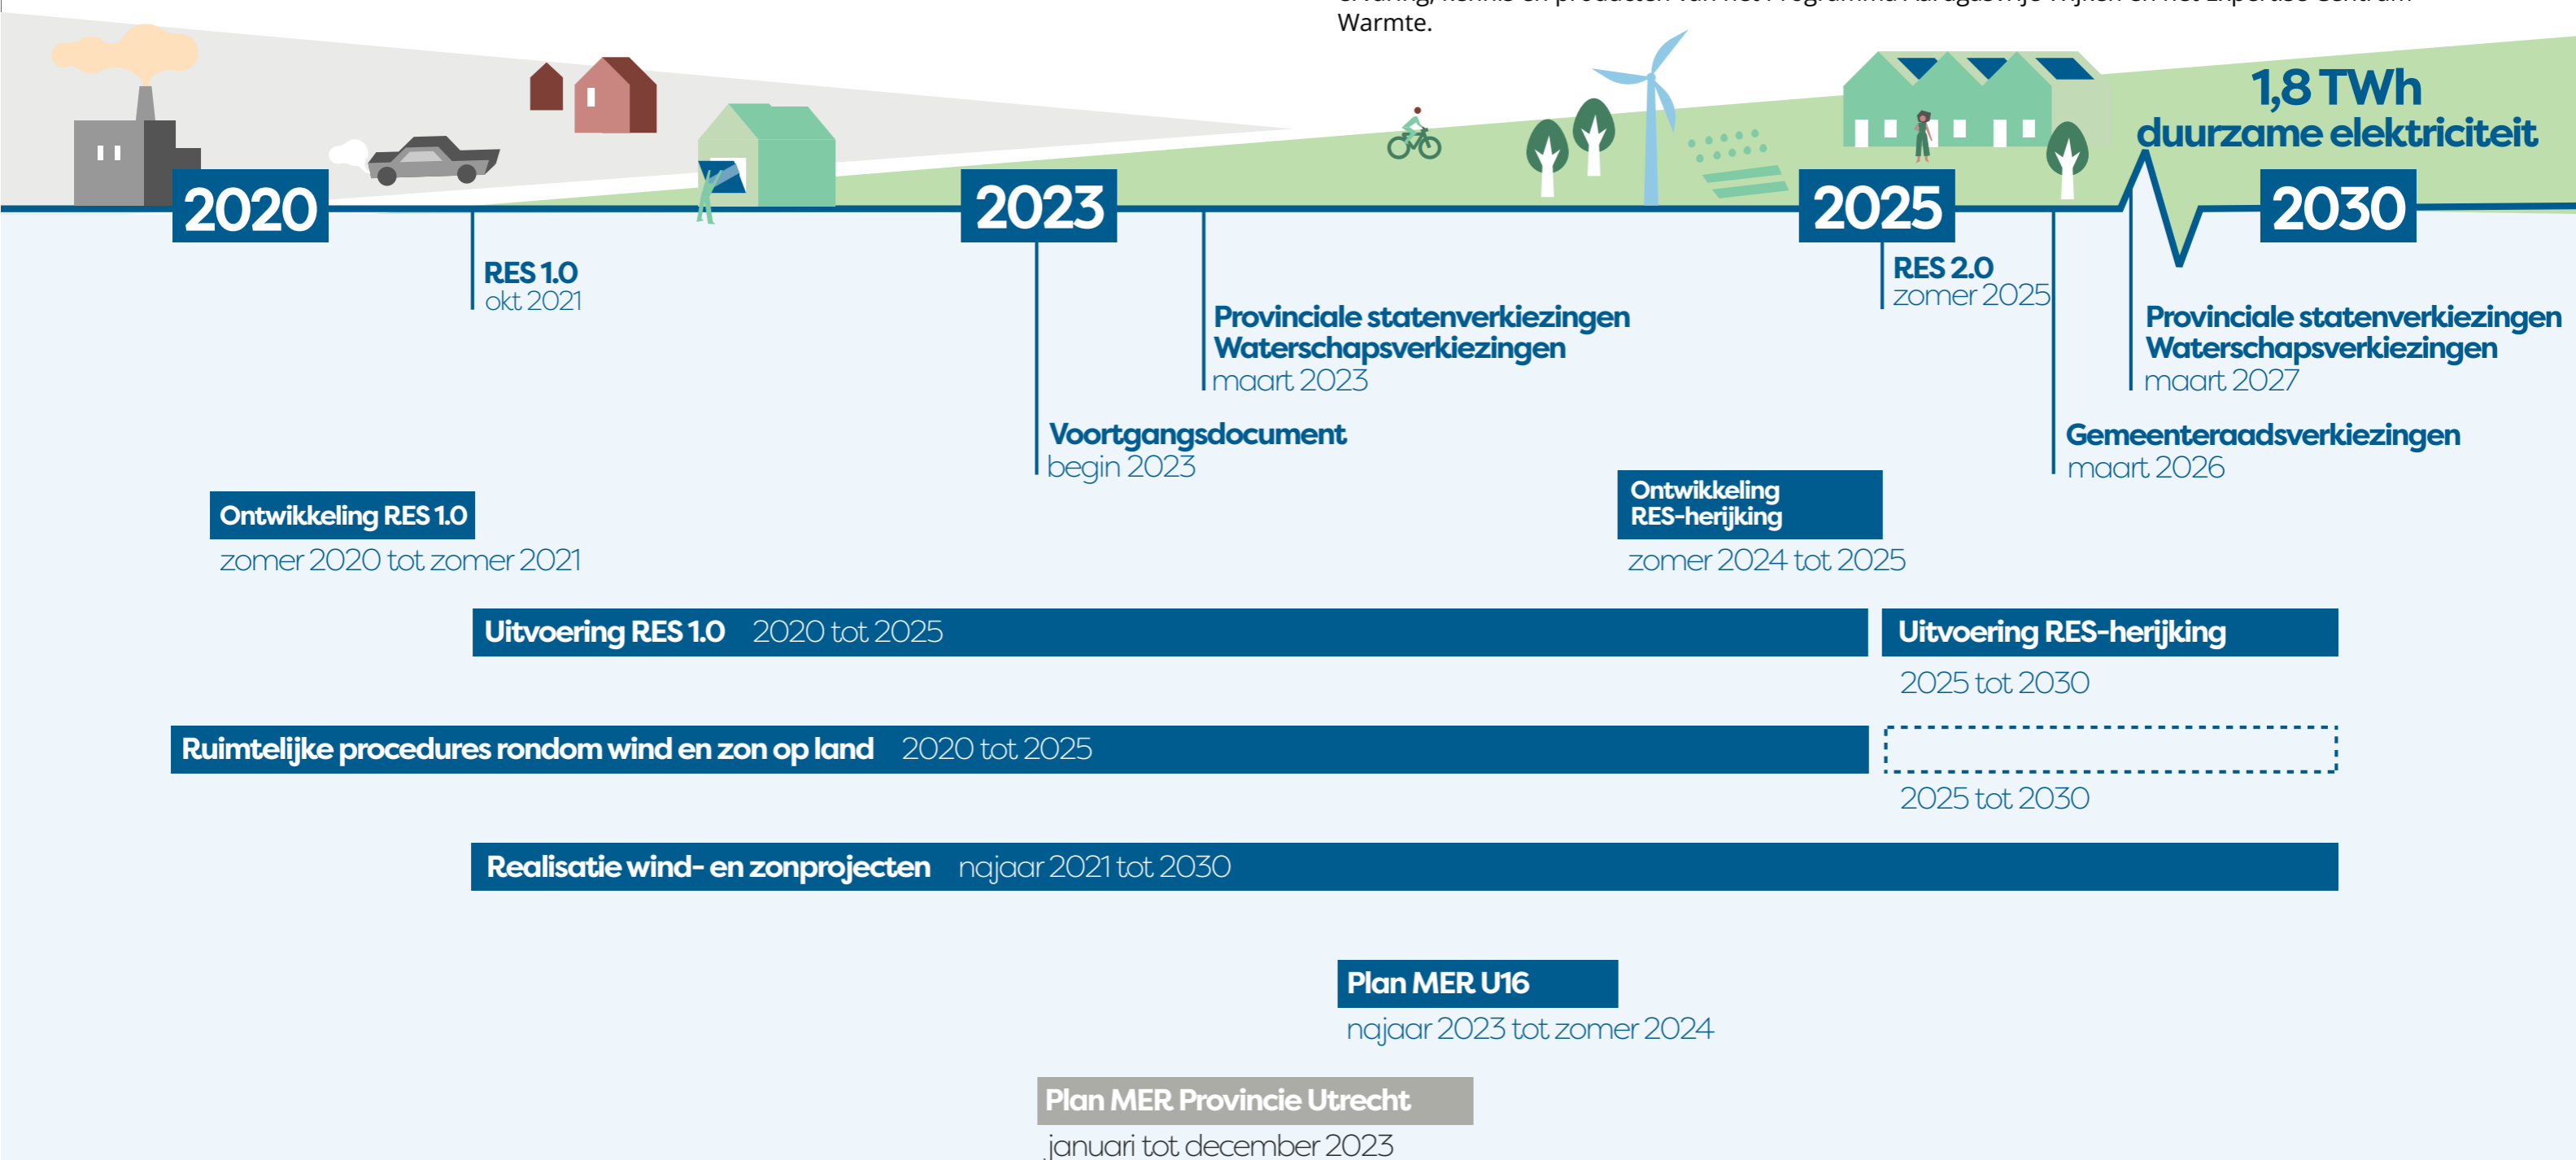 Warmte.
1,8 TWh
duurzame elektriciteit
2020
2023
2025
2030
RES 1.0
okt 2021
RES 2.0
zomer 2025
Provinciale statenverkiezingen
Waterschapsverkiezingen
maart 2023
Provinciale statenverkiezingen
Waterschapsverkiezingen
maart 2027
Voortgangsdocument
begin 2023
Gemeenteraadsverkiezingen
maart 2026
Ontwikkeling RES 1.0
zomer 2020 tot zomer 2021
Ontwikkeling
RES-herijking
zomer 2024 tot 2025
Uitvoering RES 1.0 2020 tot 2025
Uitvoering RES-herijking
2025 tot 2030
Ruimtelijke procedures rondom wind en zon op land 2020 tot 2025
2025 tot 2030
Realisatie wind- en zonprojecten najaar 2021 tot 2030
Plan MER U16
najaar 2023 tot zomer 2024
Plan MER Provincie Utrecht
januari tot december 2023